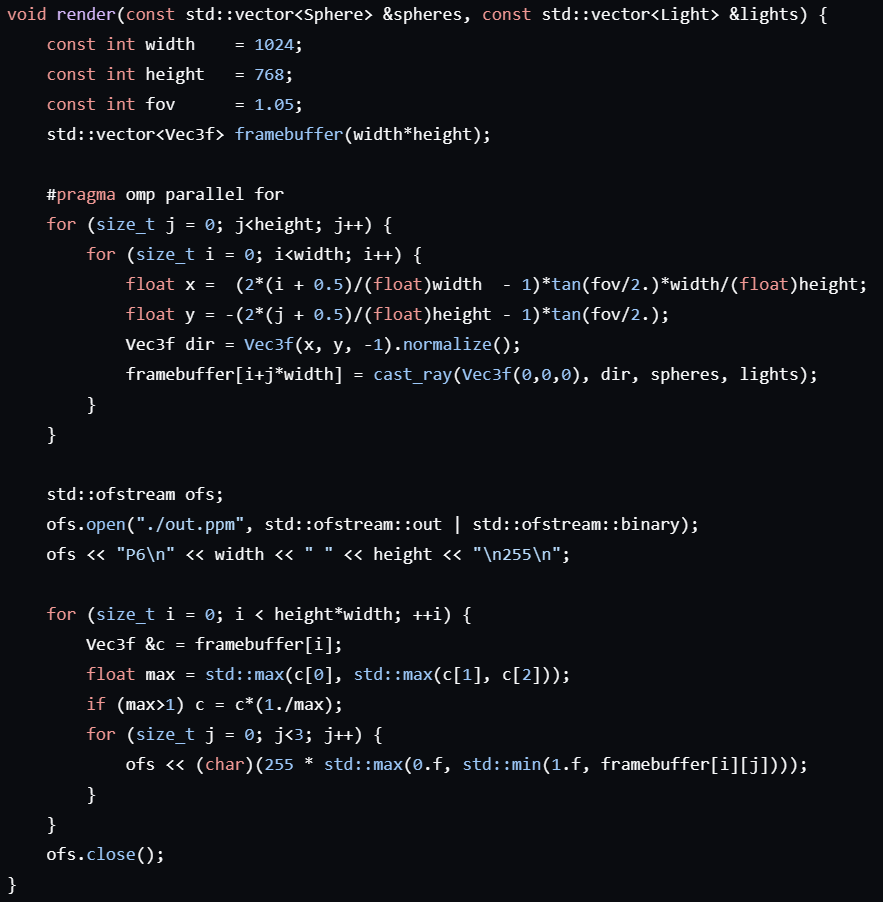 void render(const std::vector<Sphere> &spheres, const std::vector<Light> &lights) {
    const int width    = 1024;
    const int height   = 768;
    const int fov      = 1.05;
    std::vector<Vec3f> framebuffer(width*height);

    #pragma omp parallel for
    for (size_t j = 0; j<height; j++) {
        for (size_t i = 0; i<width; i++) {
            float x =  (2*(i + 0.5)/(float)width  - 1)*tan(fov/2.)*width/(float)height;
            float y = -(2*(j + 0.5)/(float)height - 1)*tan(fov/2.);
            Vec3f dir = Vec3f(x, y, -1).normalize();
            framebuffer[i+j*width] = cast_ray(Vec3f(0,0,0), dir, spheres, lights);
        }
    }

    std::ofstream ofs;
    ofs.open("./out.ppm", std::ofstream::out | std::ofstream::binary);
    ofs << "P6\n" << width << " " << height << "\n255\n";

    for (size_t i = 0; i < height*width; ++i) {
        Vec3f &c = framebuffer[i];
        float max = std::max(c[0], std::max(c[1], c[2]));
        if (max>1) c = c*(1./max);
        for (size_t j = 0; j<3; j++) {
            ofs << (char)(255 * std::max(0.f, std::min(1.f, framebuffer[i][j])));
        }
    }
    ofs.close();
}